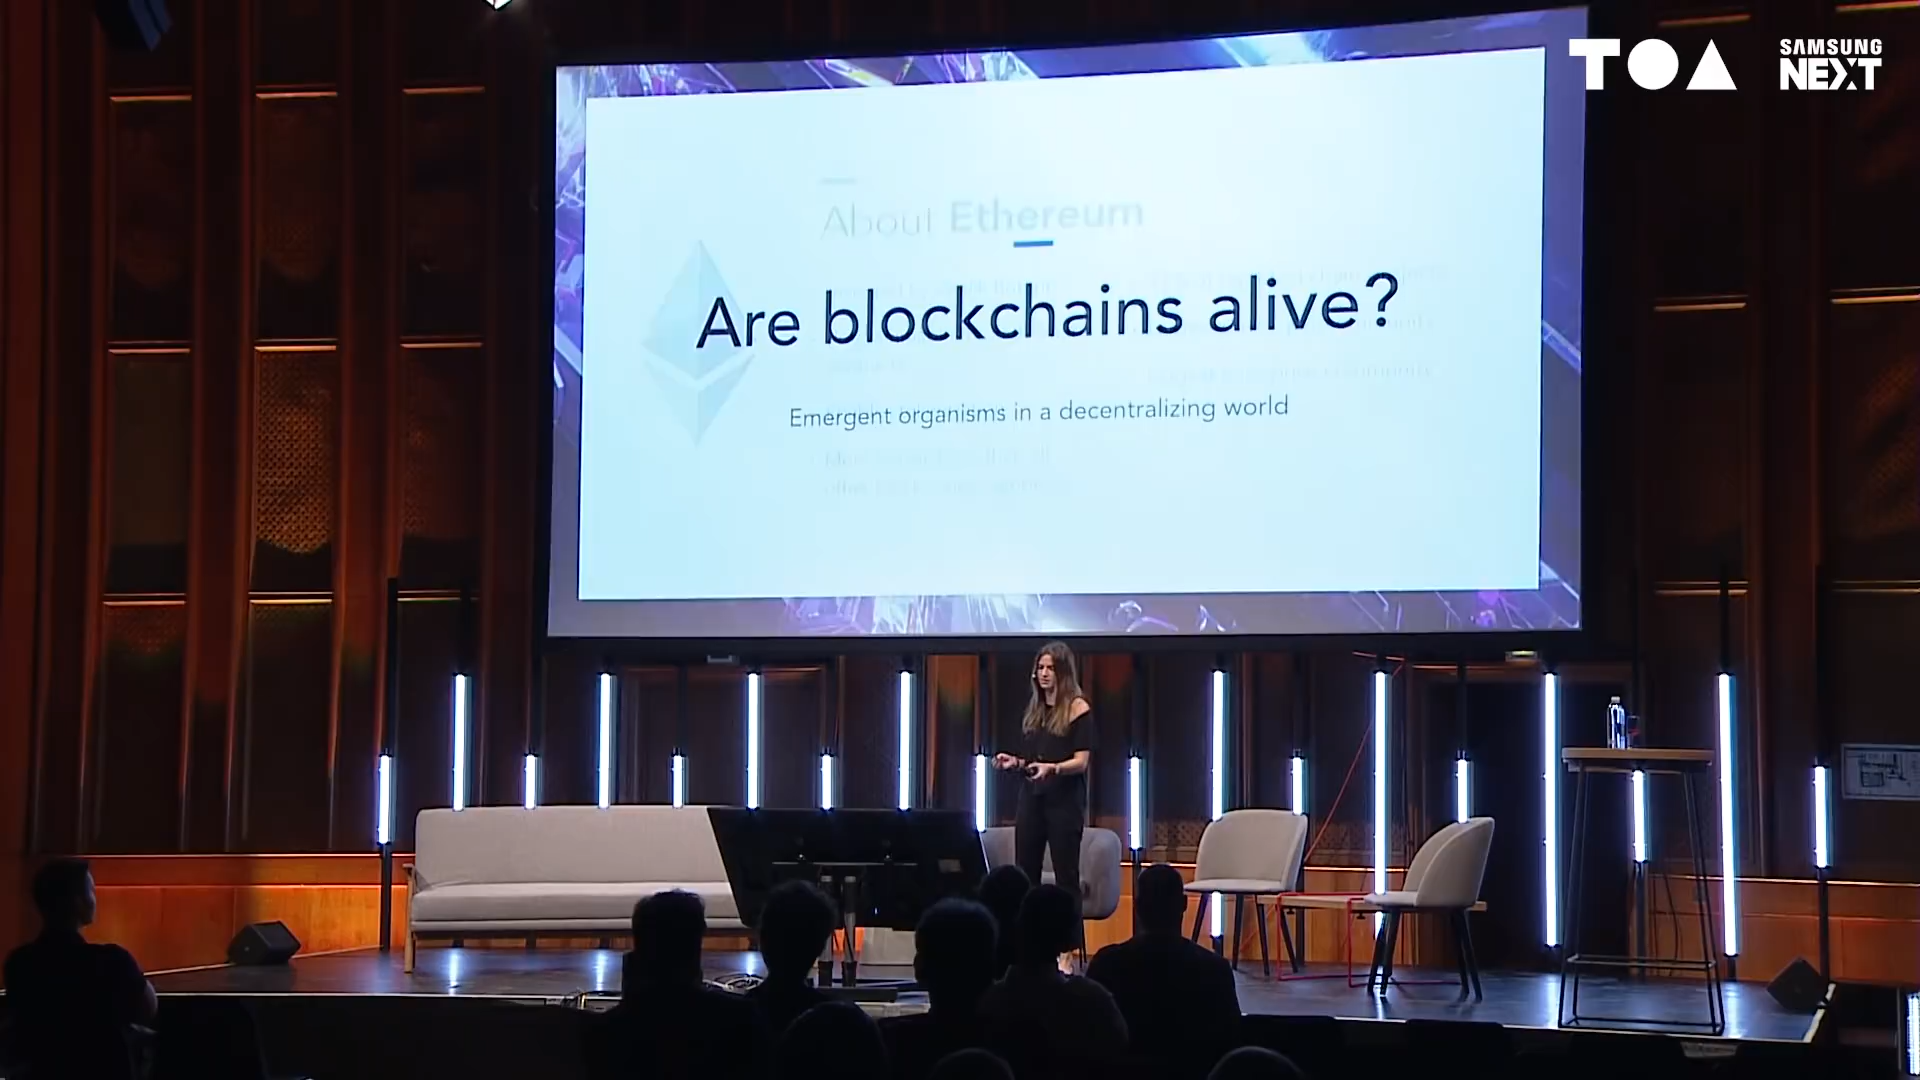 TOA
SAMSUNG
NEXT
About Ethereum
Are blockchains alive?
Emergent organisms in a decentralizing world